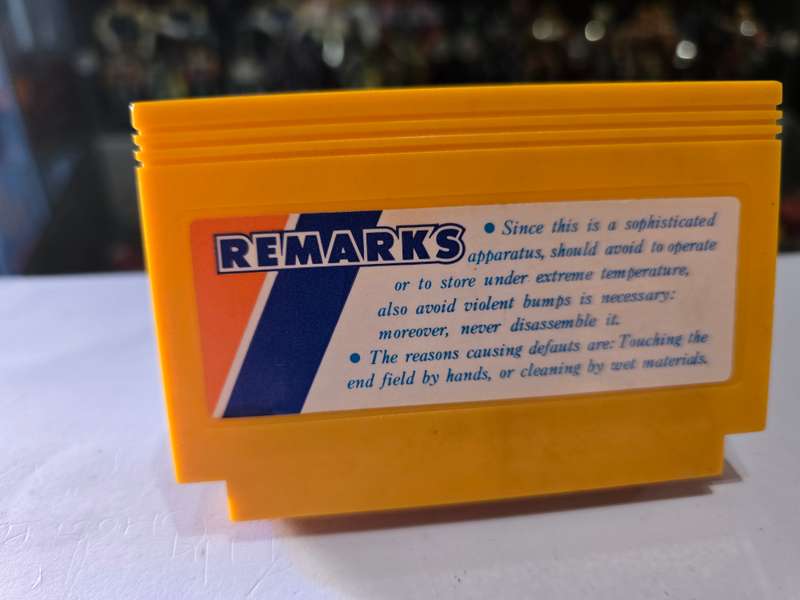 REMARKS
• Since this is a sophisticated
apparatus, should avoid to operate
or to store under extreme temperature,
also avoid violent bumps is necessary:
moreover, never disassemble it.
• The reasons causing defauts are: Touching the
end field by hands, or cleaning by wet materials.